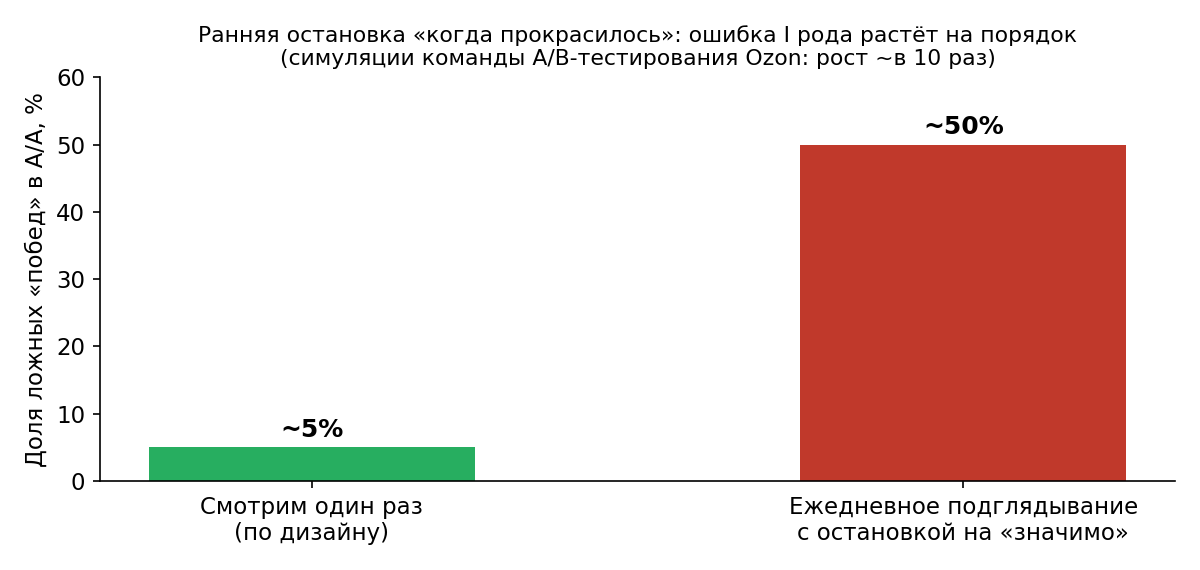 Ранняя остановка «когда прокрасилось»: ошибка I рода растёт на порядок
(симуляции команды A/B-тестирования Ozon: рост ~в 10 раз)
Доля ложных «побед» в A/A, %
60
50
40
30
20
10
0
~5%
~50%
Смотрим один раз
(по дизайну)
Ежедневное подглядывание
с остановкой на «значимо»